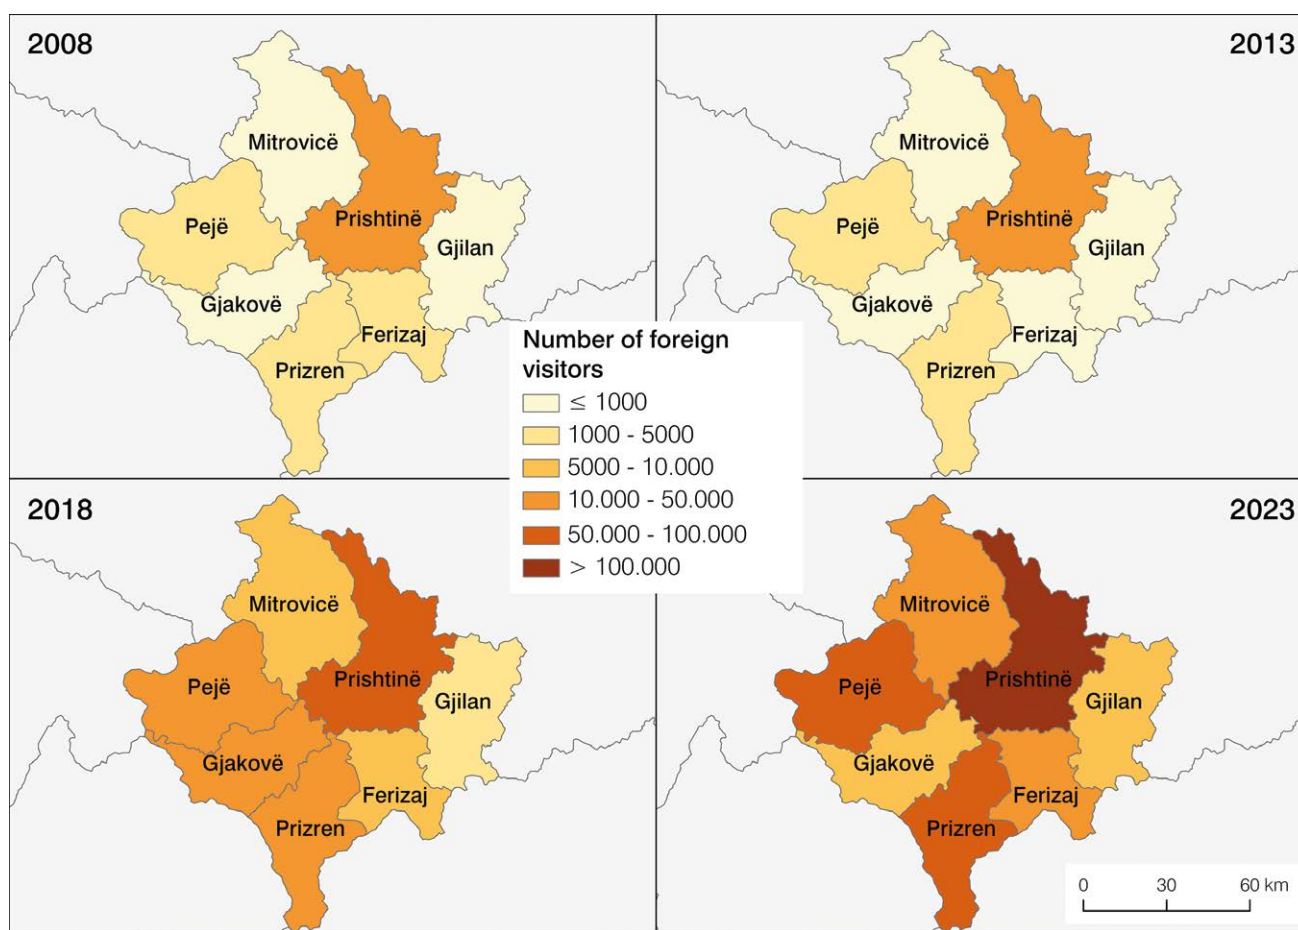 2008
Mitrovicë
Pejë
Prishtinë
Gjilan
Gjakovë
Ferizaj
Prizren
2013
Mitrovicë
Pejë
Prishtinë
Gjilan
Gjakovë
Ferizaj
Prizren
Number of foreign
visitors
≤ 1000
1000 - 5000
5000 - 10.000
10.000 - 50.000
50.000 - 100.000
> 100.000
2018
Mitrovicë
Pejë
Prishtinë
Gjilan
Gjakovë
Ferizaj
Prizren
2023
Mitrovicë
Pejë
Prishtinë
Gjilan
Gjakovë
Ferizaj
Prizren
0 30 60 km